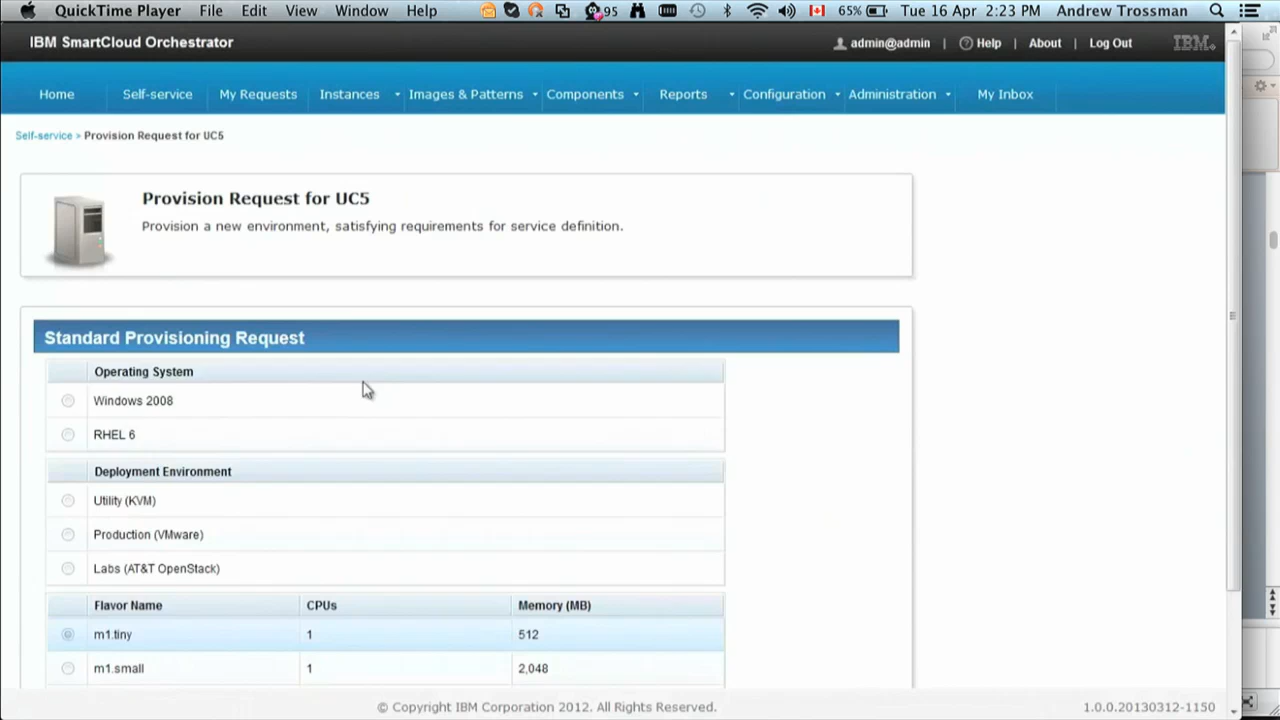 QuickTime Player File Edit View Window Help 95 65% Tue 16 Apr 2:23 PM Andrew Trossman
IBM SmartCloud Orchestrator admin@admin | Help | About | Log Out IBM.
Home Self-service My Requests Instances Images & Patterns Components Reports Configuration Administration My Inbox
Self-service > Provision Request for UC5
Provision Request for UC5
Provision a new environment, satisfying requirements for service definition.
Standard Provisioning Request
Operating System
Windows 2008
RHEL 6
Deployment Environment
Utility (KVM)
Production (VMware)
Labs (AT&T OpenStack)
Flavor Name CPUs Memory (MB)
m1.tiny 1 512
m1.small 1 2,048
© Copyright IBM Corporation 2012. All Rights Reserved. 1.0.0.20130312-1150